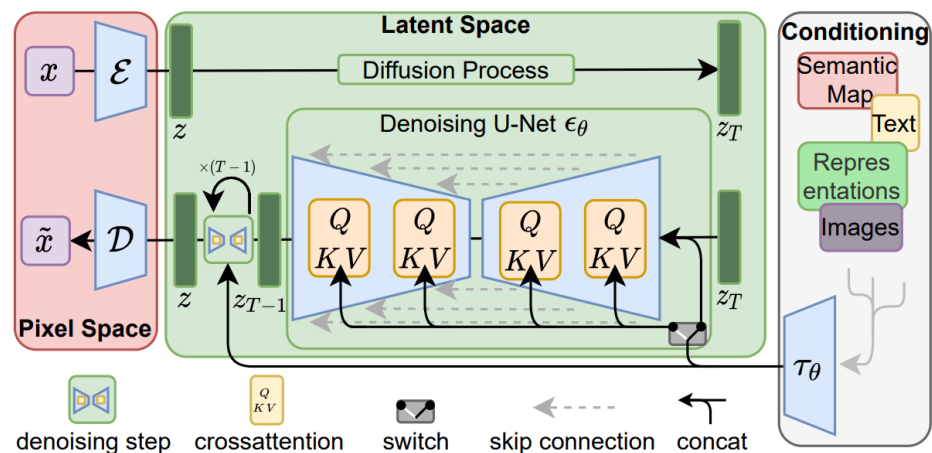 Latent Space
Conditioning
x
ℰ
z
Diffusion Process
z_T
Semantic
Map
Text
Repres
entations
Images
Denoising U-Net ϵ_θ
×(T−1)
x̃
𝒟
z
z_{T−1}
Q
KV
Q
KV
Q
KV
Q
KV
z_T
Pixel Space
τ_θ
Q
KV
denoising step
crossattention
switch
skip connection
concat